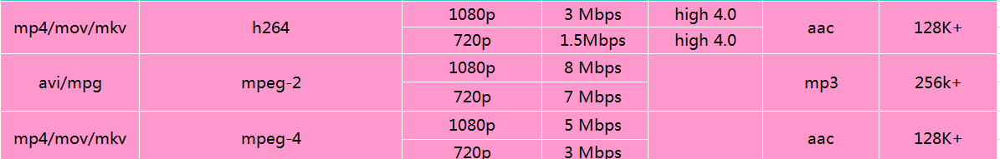 mp4/mov/mkv h264 1080p 3 Mbps high 4.0 aac 128K+
720p 1.5Mbps high 4.0
avi/mpg mpeg-2 1080p 8 Mbps mp3 256k+
720p 7 Mbps
mp4/mov/mkv mpeg-4 1080p 5 Mbps aac 128K+
720p 3 Mbps